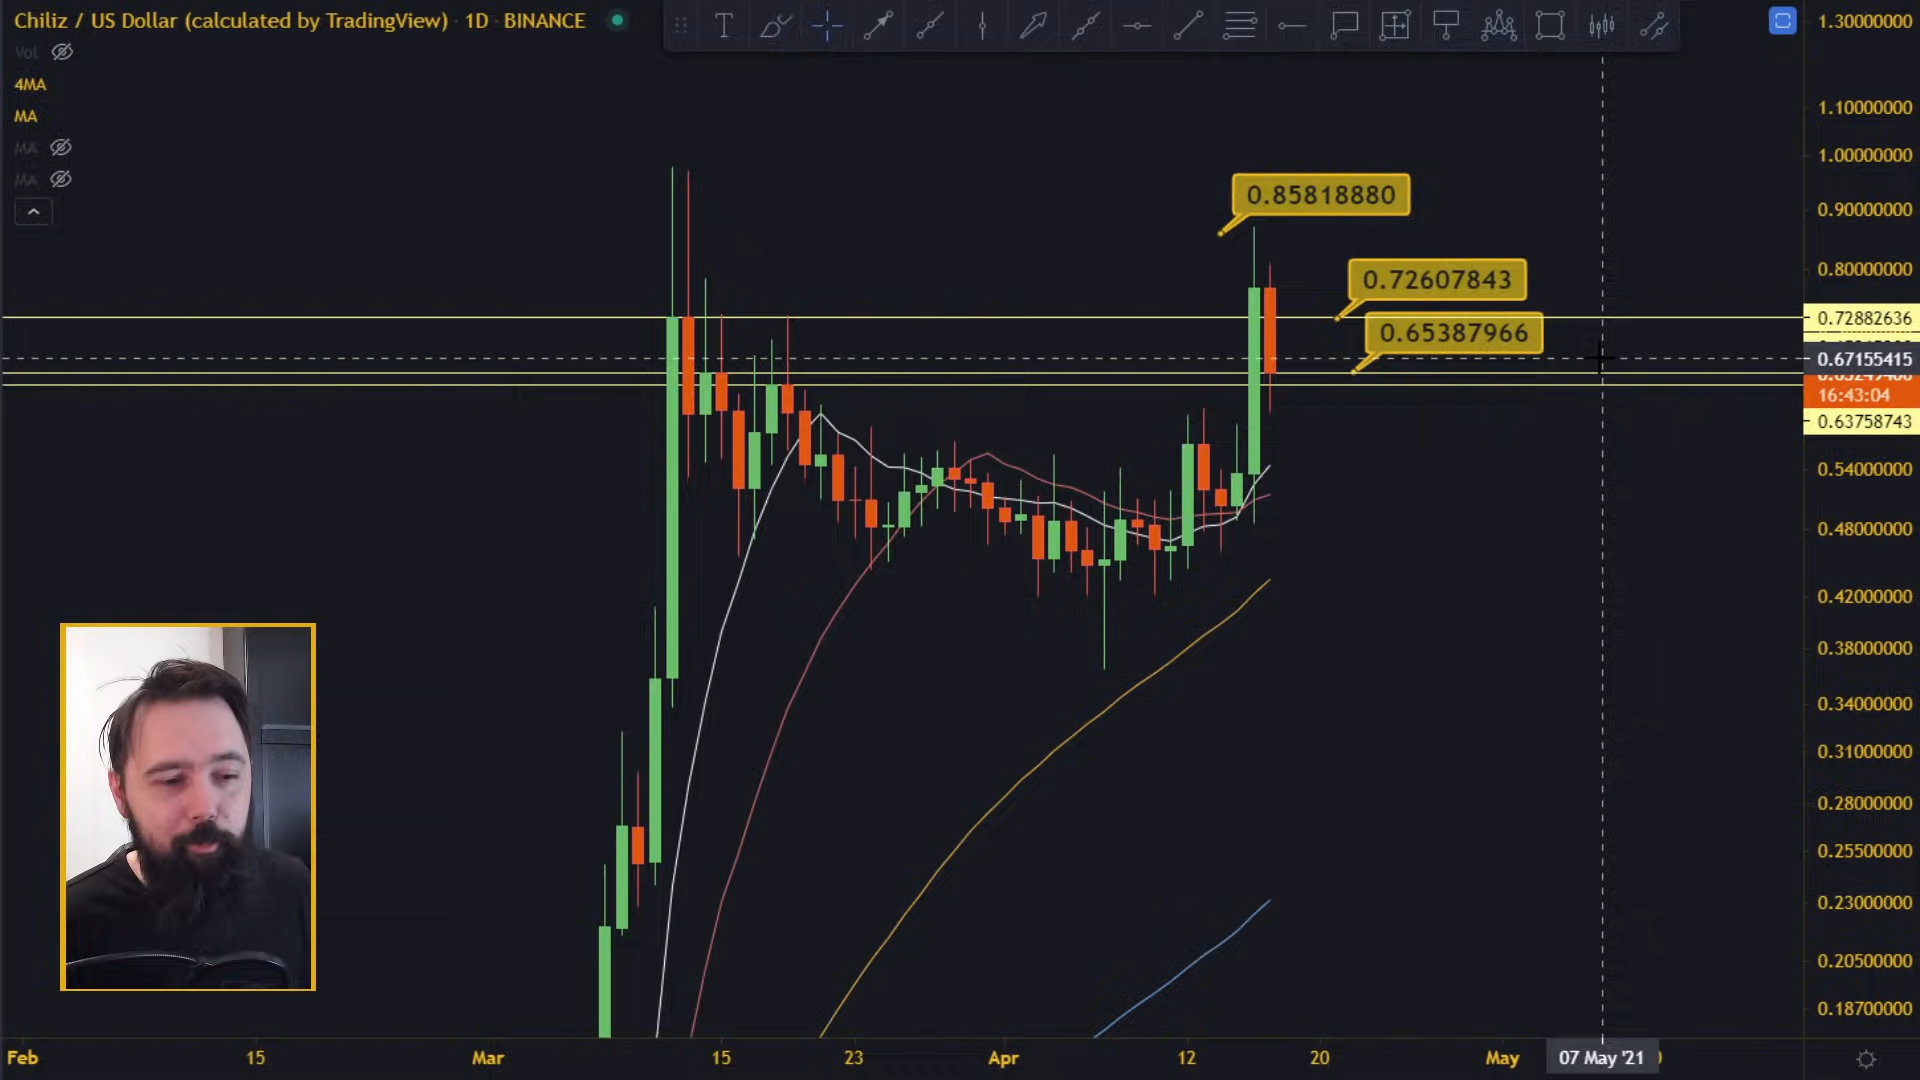 Chiliz / US Dollar (calculated by TradingView) · 1D · BINANCE
Vol
4MA
MA
MA
MA
T
0.85818880
0.72607843
0.65387966
1.30000000
1.10000000
1.00000000
0.90000000
0.80000000
0.72882636
0.67155415
16:43:04
0.63758743
0.54000000
0.48000000
0.42000000
0.38000000
0.34000000
0.31000000
0.28000000
0.25500000
0.23000000
0.20500000
0.18700000
Feb 15 Mar 15 23 Apr 12 20 May 07 May '21